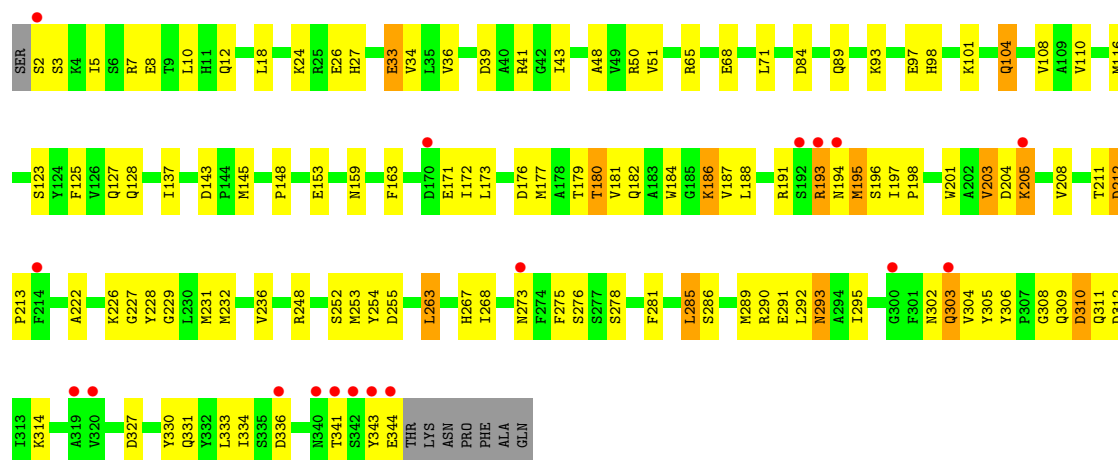 SER S2 S3 K4 I5 S6 R7 E8 T9 L10 H11 Q12 L18 K24 R25 E26 H27 E33 V34 L35 V36 D39 A40 R41 G42 I43 A48 V49 R50 V51 R65 E68 L71 D84 Q89 K93 E97 H98 K101 Q104 V108 A109 V110 M116
S123 Y124 F125 V126 Q127 Q128 I137 D143 P144 M145 P148 E153 N159 F163 D170 E171 I172 L173 D176 M177 A178 T179 T180 V181 Q182 A183 W184 G185 K186 V187 L188 R191 S192 R193 N194 M195 S196 I197 P198 W201 A202 V203 D204 K205 V208 T211 D212
P213 F214 A222 K226 G227 Y228 G229 L230 M231 M232 V236 R248 S252 M253 Y254 D255 L263 H267 I268 N273 F274 F275 S276 S277 S278 F281 L285 S286 M289 R290 E291 L292 N293 A294 I295 G300 F301 N302 Q303 V304 Y305 Y306 P307 G308 Q309 D310 Q311 D312
I313 K314 A319 V320 D327 Y330 Q331 Y332 L333 I334 S335 D336 N340 T341 S342 Y343 E344 THR LYS ASN PRO PHE ALA GLN